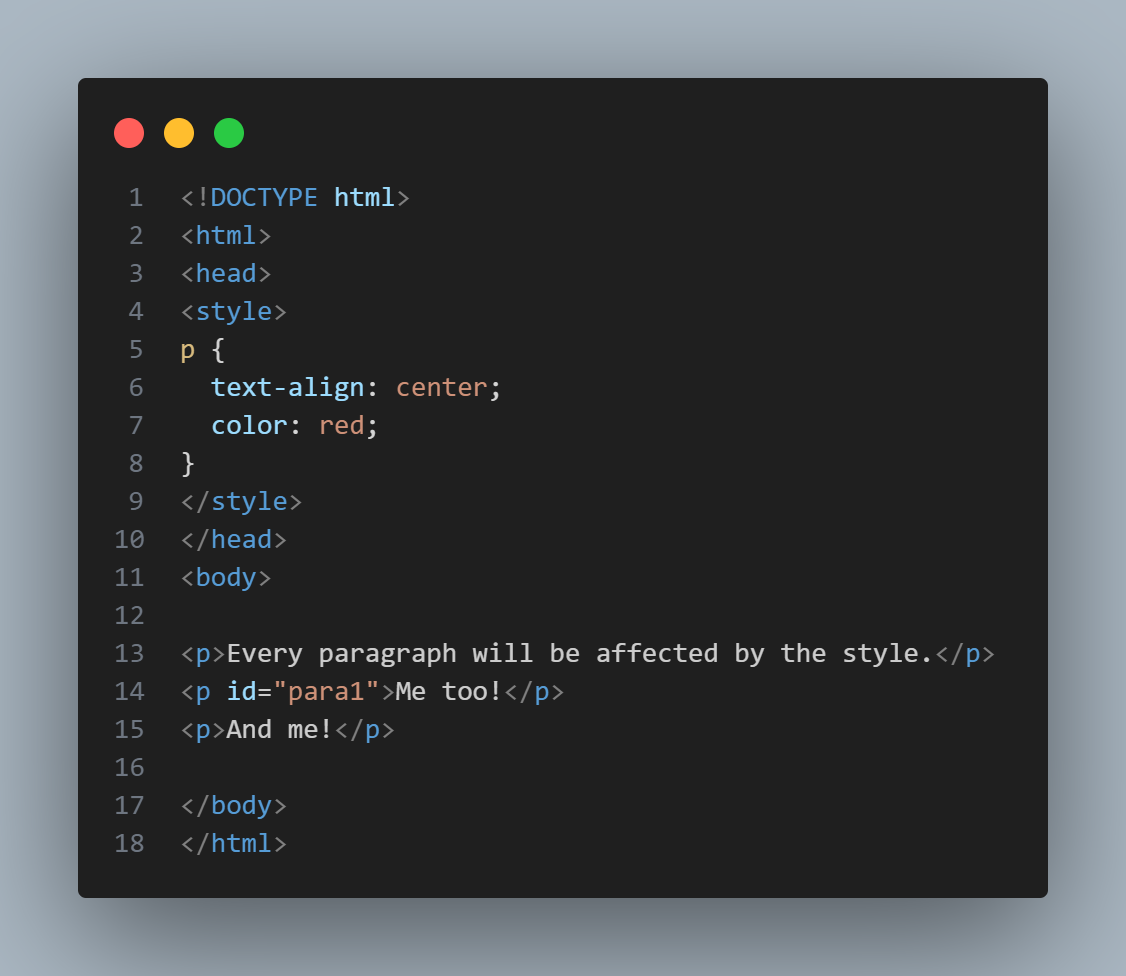 1 <!DOCTYPE html>
2 <html>
3 <head>
4 <style>
5 p {
6   text-align: center;
7   color: red;
8 }
9 </style>
10 </head>
11 <body>
12
13 <p>Every paragraph will be affected by the style.</p>
14 <p id="para1">Me too!</p>
15 <p>And me!</p>
16
17 </body>
18 </html>